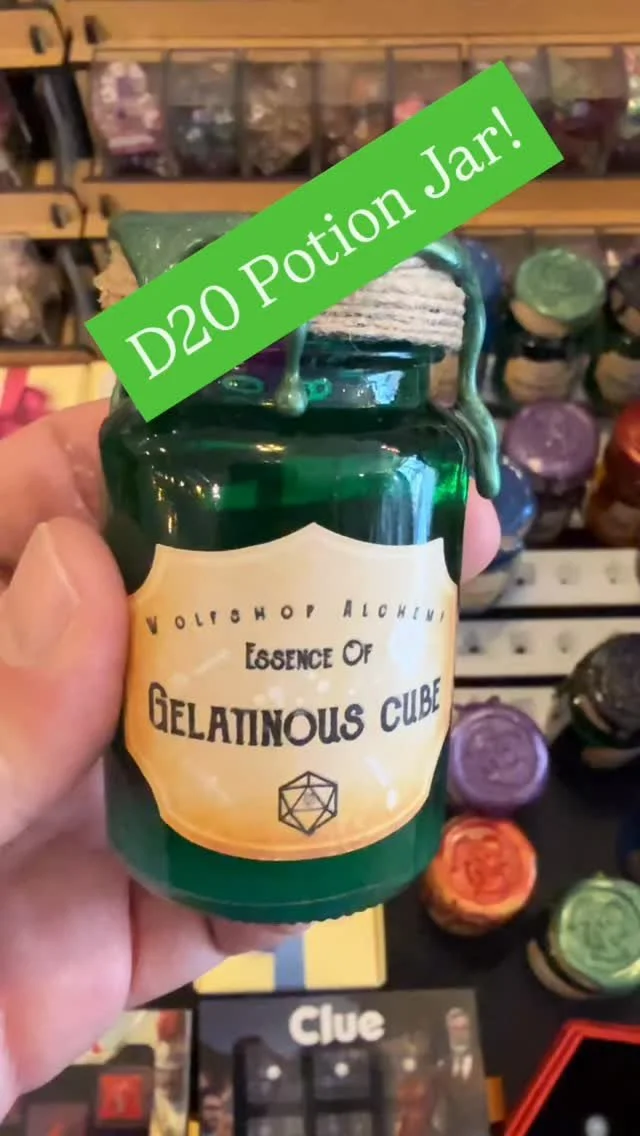 D20 Potion Jar!
Wolfshop Alchemy
Essence Of
Gelatinous cube
Clue